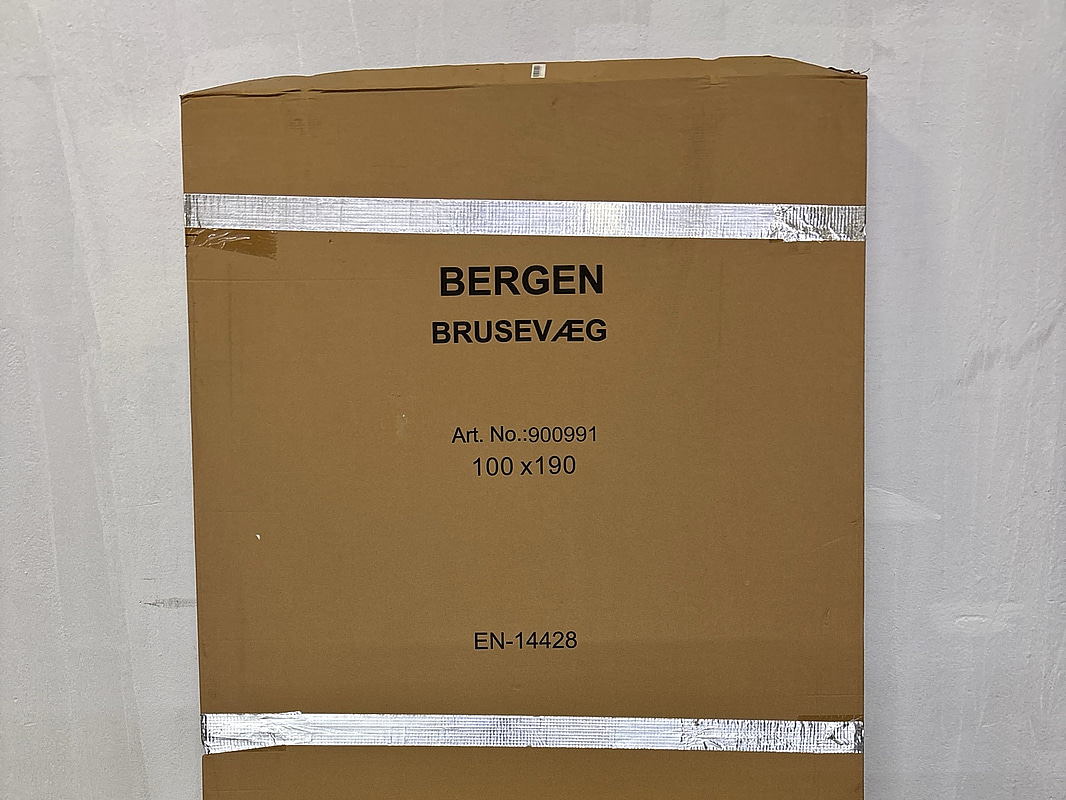 BERGEN
BRUSEVÆG
Art. No.:900991
100 x190
EN-14428